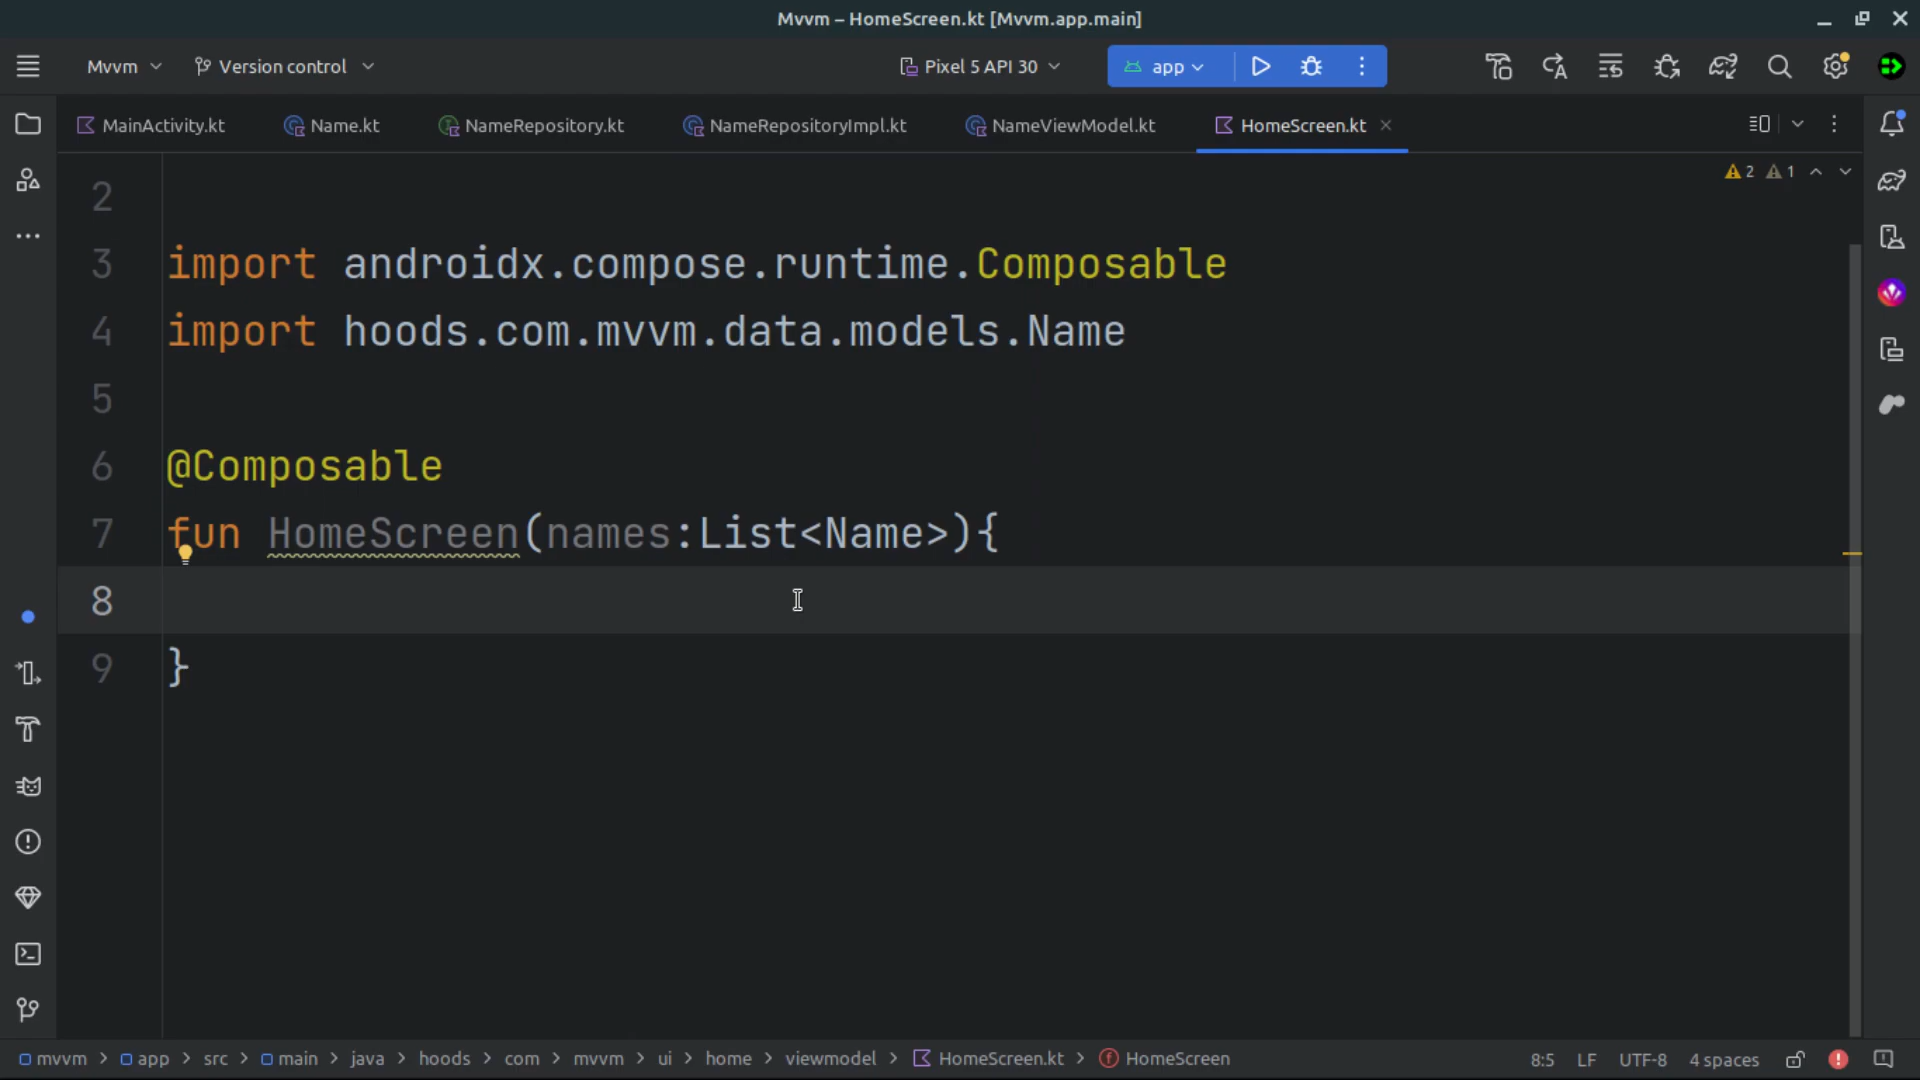 Mvvm – HomeScreen.kt [Mvvm.app.main]
Mvvm Version control Pixel 5 API 30 app
MainActivity.kt Name.kt NameRepository.kt NameRepositoryImpl.kt NameViewModel.kt HomeScreen.kt
2 1
2
3 import androidx.compose.runtime.Composable
4 import hoods.com.mvvm.data.models.Name
5
6 @Composable
7 fun HomeScreen(names:List<Name>){
8
9 }
mvvm > app > src > main > java > hoods > com > mvvm > ui > home > viewmodel > HomeScreen.kt > HomeScreen 8:5 LF UTF-8 4 spaces